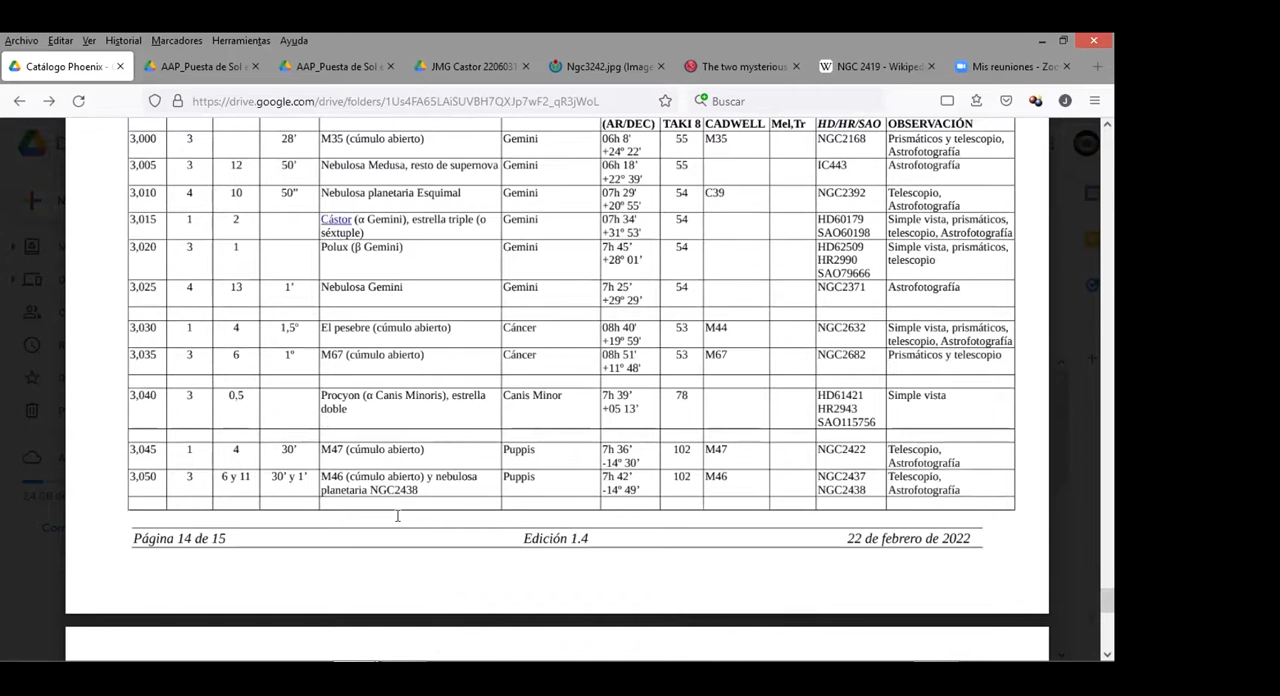 Archivo Editar Ver Historial Marcadores Herramientas Ayuda
Catálogo Phoenix - AAP_Puesta de Sol e AAP_Puesta de Sol e JMG Castor 2206031 Ngc3242.jpg (Image The two mysterious NGC 2419 - Wikiped Mis reuniones - Zoo
https://drive.google.com/drive/folders/1Us4FA65LAiSUVBH7QXJp7wF2_qR3jWoL Buscar
(AR/DEC) TAKI 8 CADWELL Mel,Tr HD/HR/SAO OBSERVACIÓN
3,000 3 28' M35 (cúmulo abierto) Gemini 06h 8' 55 M35 NGC2168 Prismáticos y telescopio,
+24º 22' Astrofotografía
3,005 3 12 50' Nebulosa Medusa, resto de supernova Gemini 06h 18' 55 IC443 Astrofotografía
+22º 39'
3,010 4 10 50” Nebulosa planetaria Esquimal Gemini 07h 29' 54 C39 NGC2392 Telescopio,
+20º 55' Astrofotografía
3,015 1 2 Cástor (α Gemini), estrella triple (o Gemini 07h 34' 54 HD60179 Simple vista, prismáticos,
séxtuple) +31º 53' SAO60198 telescopio, Astrofotografía
3,020 3 1 Polux (β Gemini) Gemini 7h 45’ 54 HD62509 Simple vista, prismáticos,
+28º 01’ HR2990 telescopio
SAO79666
3,025 4 13 1’ Nebulosa Gemini Gemini 7h 25’ 54 NGC2371 Astrofotografía
+29º 29’
3,030 1 4 1,5º El pesebre (cúmulo abierto) Cáncer 08h 40' 53 M44 NGC2632 Simple vista, prismáticos,
+19º 59' telescopio, Astrofotografía
3,035 3 6 1º M67 (cúmulo abierto) Cáncer 08h 51' 53 M67 NGC2682 Prismáticos y telescopio
+11º 48'
3,040 3 0,5 Procyon (α Canis Minoris), estrella Canis Minor 7h 39’ 78 HD61421 Simple vista
doble +05 13’ HR2943
SAO115756
3,045 1 4 30’ M47 (cúmulo abierto) Puppis 7h 36’ 102 M47 NGC2422 Telescopio,
-14º 30’ Astrofotografía
3,050 3 6 y 11 30’ y 1’ M46 (cúmulo abierto) y nebulosa Puppis 7h 42’ 102 M46 NGC2437 Telescopio,
planetaria NGC2438 -14º 49’ NGC2438 Astrofotografía
Página 14 de 15 Edición 1.4 22 de febrero de 2022